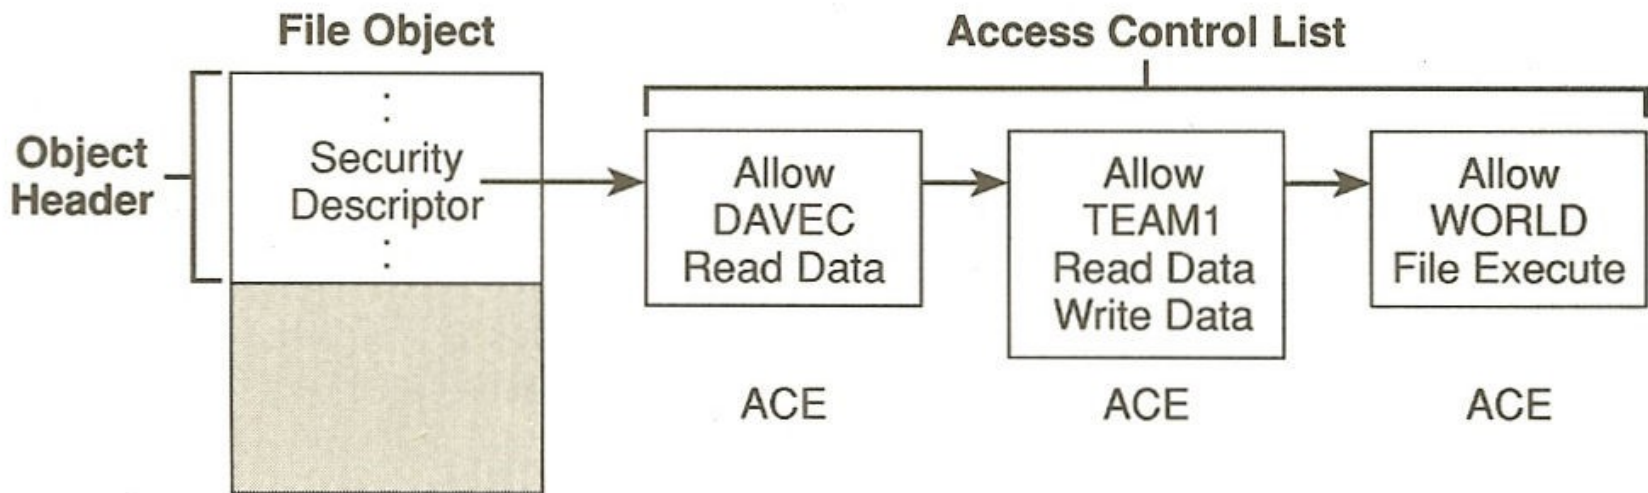 File Object
Access Control List
Object
Header
Security
Descriptor
Allow
DAVEC
Read Data
Allow
TEAM1
Read Data
Write Data
Allow
WORLD
File Execute
ACE
ACE
ACE